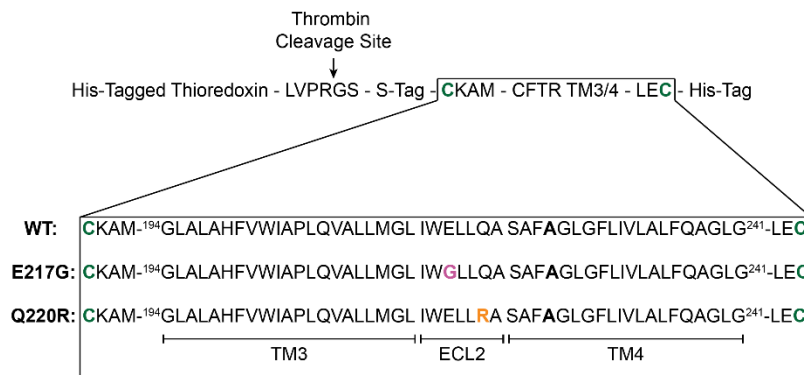 Thrombin
Cleavage Site
His-Tagged Thioredoxin - LVPRGS - S-Tag - CKAM - CFTR TM3/4 - LEC - His-Tag
WT: CKAM-¹⁹⁴GLALAHFVWIAPLQVALLMGL IWELLQA SAFAGLGFLIVLALFQAGLG²⁴¹-LEC
E217G: CKAM-¹⁹⁴GLALAHFVWIAPLQVALLMGL IWGLLQA SAFAGLGFLIVLALFQAGLG²⁴¹-LEC
Q220R: CKAM-¹⁹⁴GLALAHFVWIAPLQVALLMGL IWELLRA SAFAGLGFLIVLALFQAGLG²⁴¹-LEC
TM3 ECL2 TM4